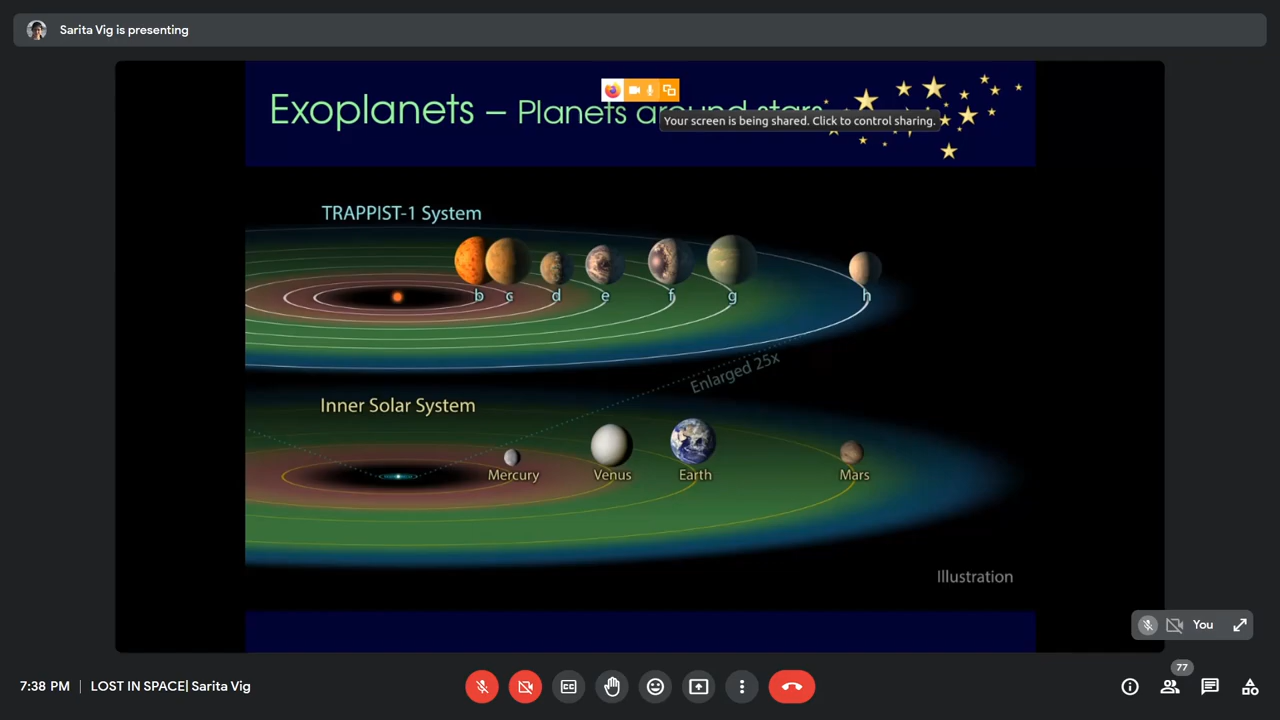 Sarita Vig is presenting
Exoplanets – Planets around stars
Your screen is being shared. Click to control sharing.
TRAPPIST-1 System
b c d e f g h
Enlarged 25x
Inner Solar System
Mercury Venus Earth Mars
Illustration
You
77
7:38 PM | LOST IN SPACE| Sarita Vig